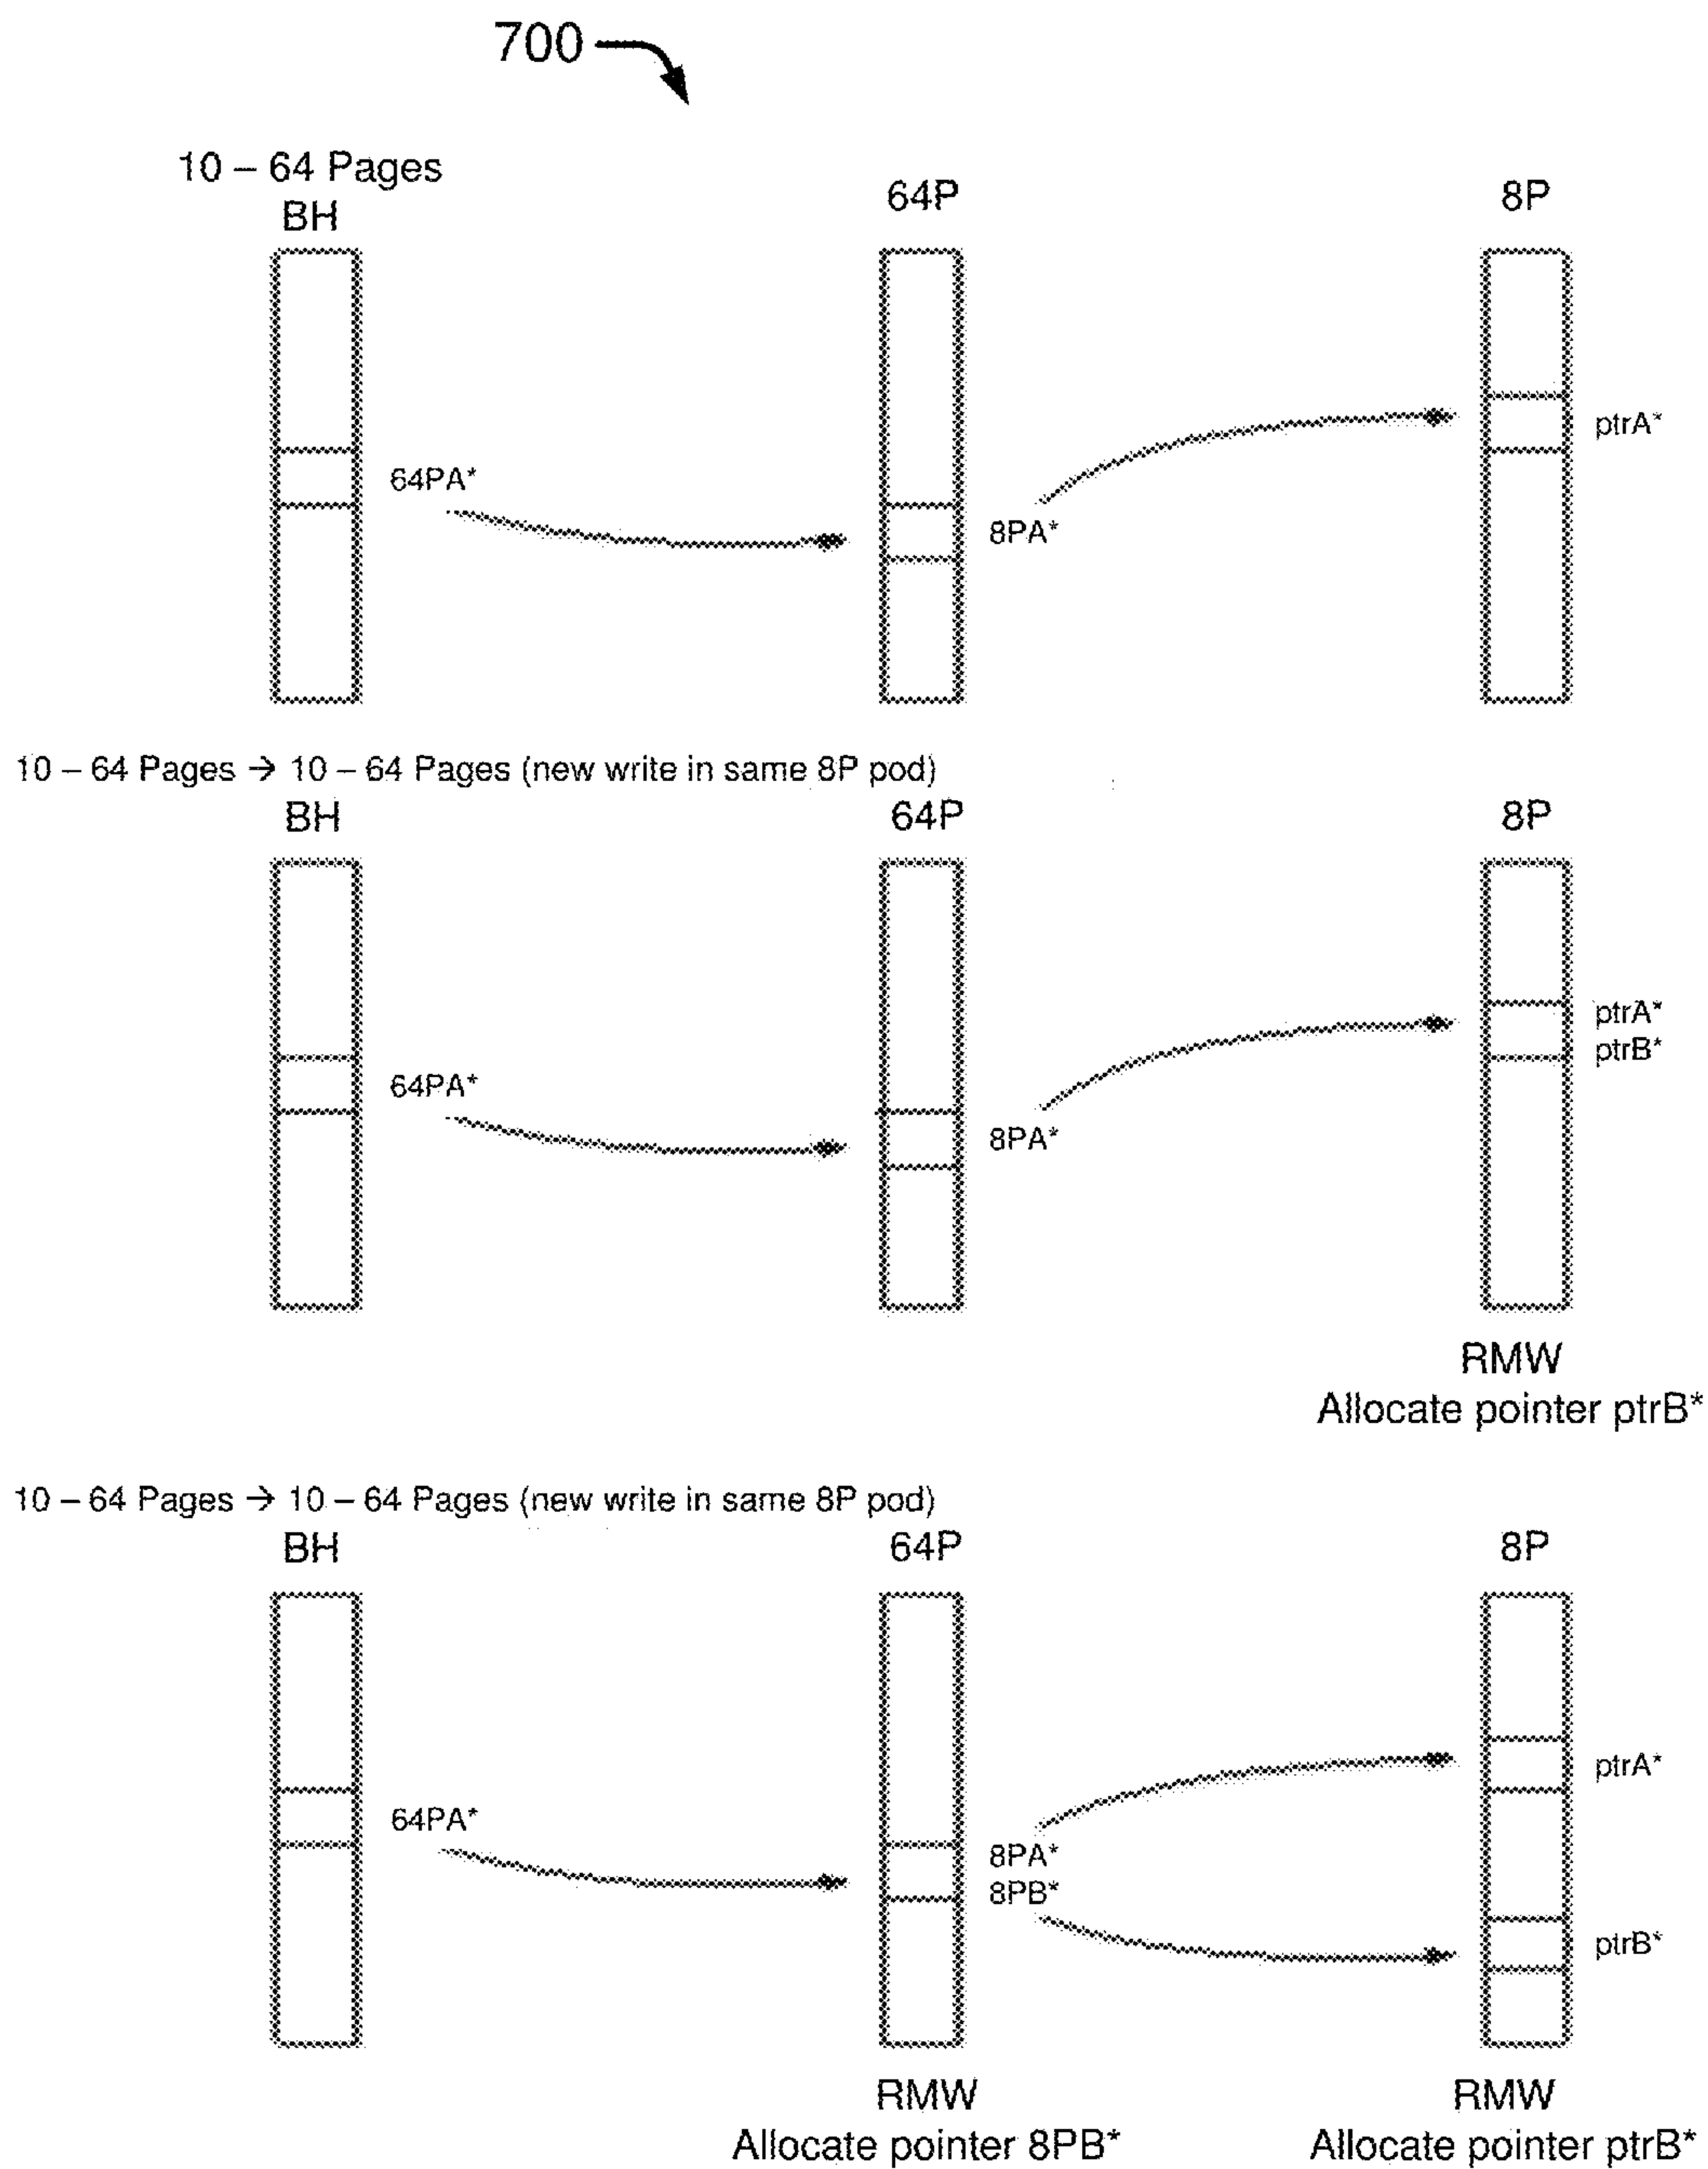 700
10 – 64 Pages
BH
64P
8P
64PA*
8PA*
ptrA*
10 – 64 Pages → 10 – 64 Pages (new write in same 8P pod)
BH
64P
8P
64PA*
8PA*
ptrA*
ptrB*
RMW
Allocate pointer ptrB*
10 – 64 Pages → 10 – 64 Pages (new write in same 8P pod)
BH
64P
8P
64PA*
8PA*
8PB*
ptrA*
ptrB*
RMW
Allocate pointer 8PB*
RMW
Allocate pointer ptrB*